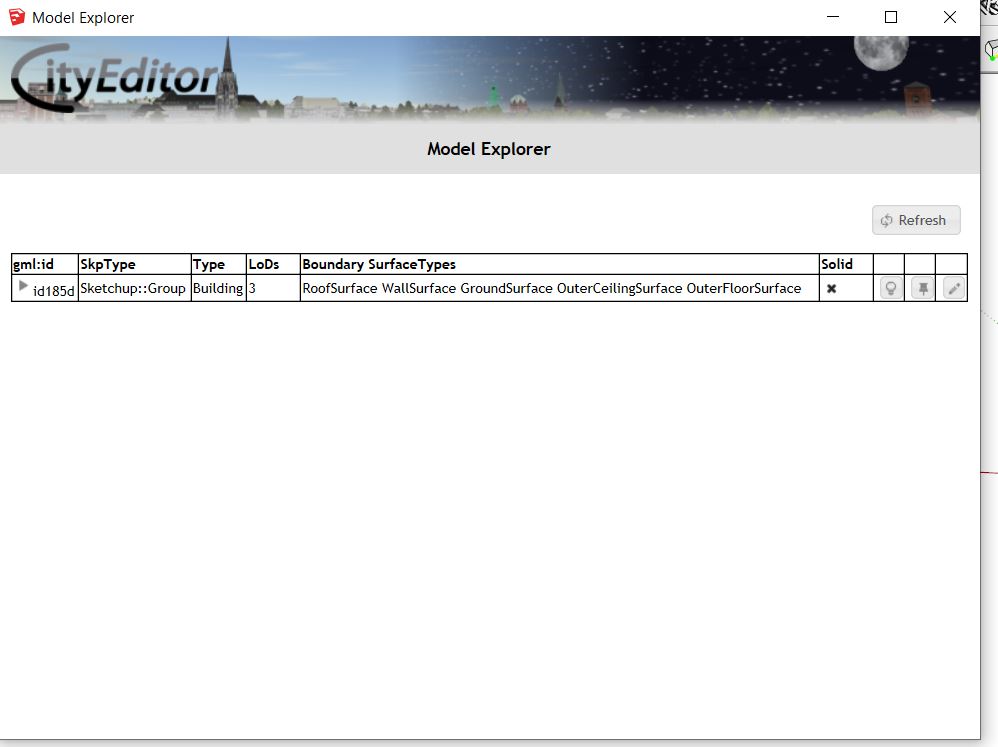 Model Explorer
CityEditor
Model Explorer
Refresh
gml:id SkpType Type LoDs Boundary SurfaceTypes Solid
id185d Sketchup::Group Building 3 RoofSurface WallSurface GroundSurface OuterCeilingSurface OuterFloorSurface